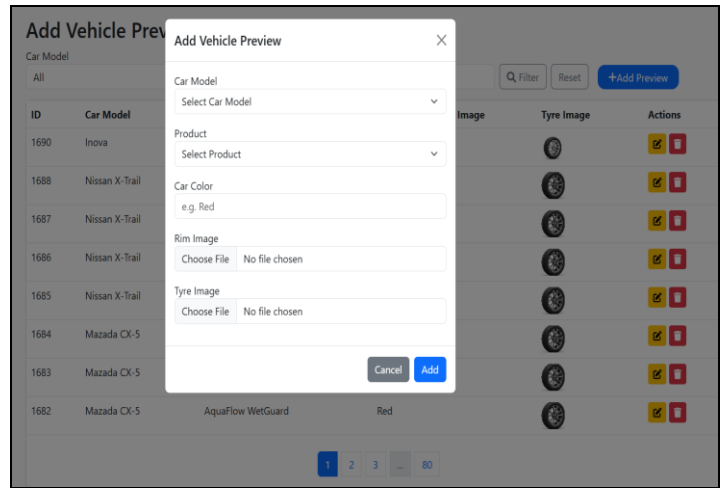 Add Vehicle Prev
Car Model
All
Filter
Reset
+Add Preview
ID Car Model Image Tyre Image Actions
1690 Inova
1688 Nissan X-Trail
1687 Nissan X-Trail
1686 Nissan X-Trail
1685 Nissan X-Trail
1684 Mazada CX-5
1683 Mazada CX-5
1682 Mazada CX-5 AquaFlow WetGuard Red
1 2 3 ... 80
Add Vehicle Preview
Car Model
Select Car Model
Product
Select Product
Car Color
e.g. Red
Rim Image
Choose File No file chosen
Tyre Image
Choose File No file chosen
Cancel Add